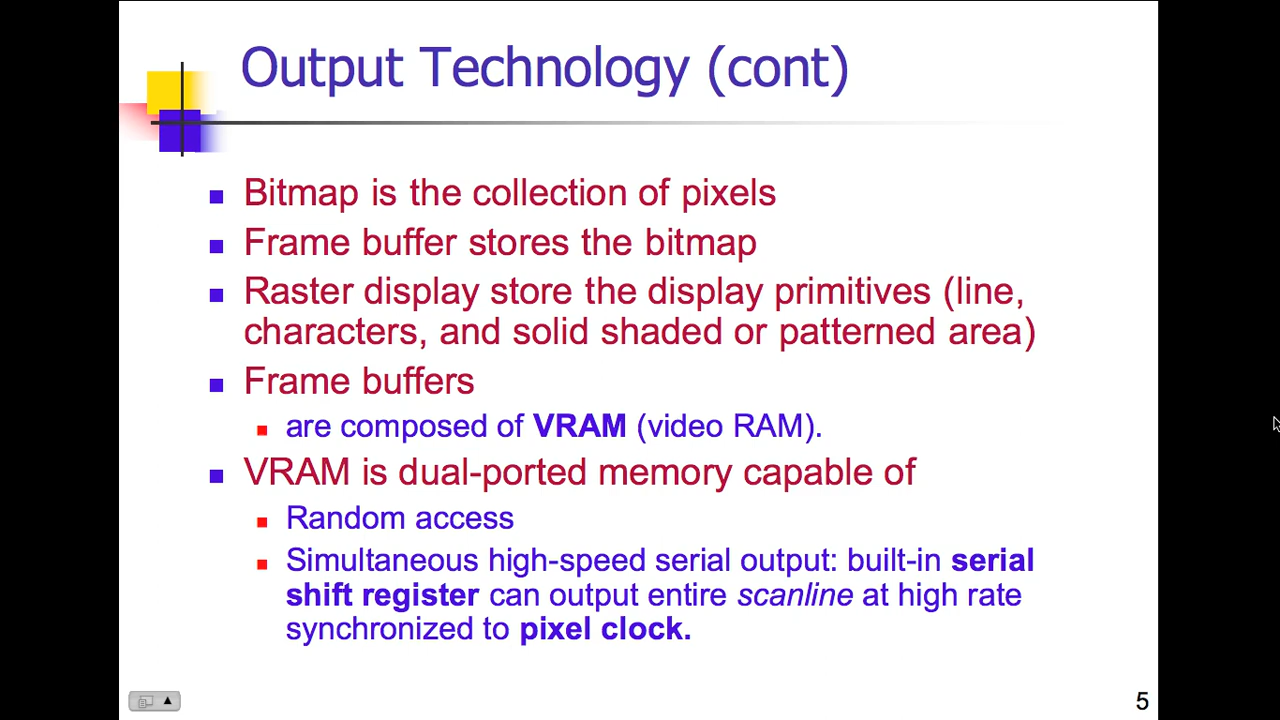 Output Technology (cont)
Bitmap is the collection of pixels
Frame buffer stores the bitmap
Raster display store the display primitives (line,
characters, and solid shaded or patterned area)
Frame buffers
are composed of VRAM (video RAM).
VRAM is dual-ported memory capable of
Random access
Simultaneous high-speed serial output: built-in serial
shift register can output entire scanline at high rate
synchronized to pixel clock.
5